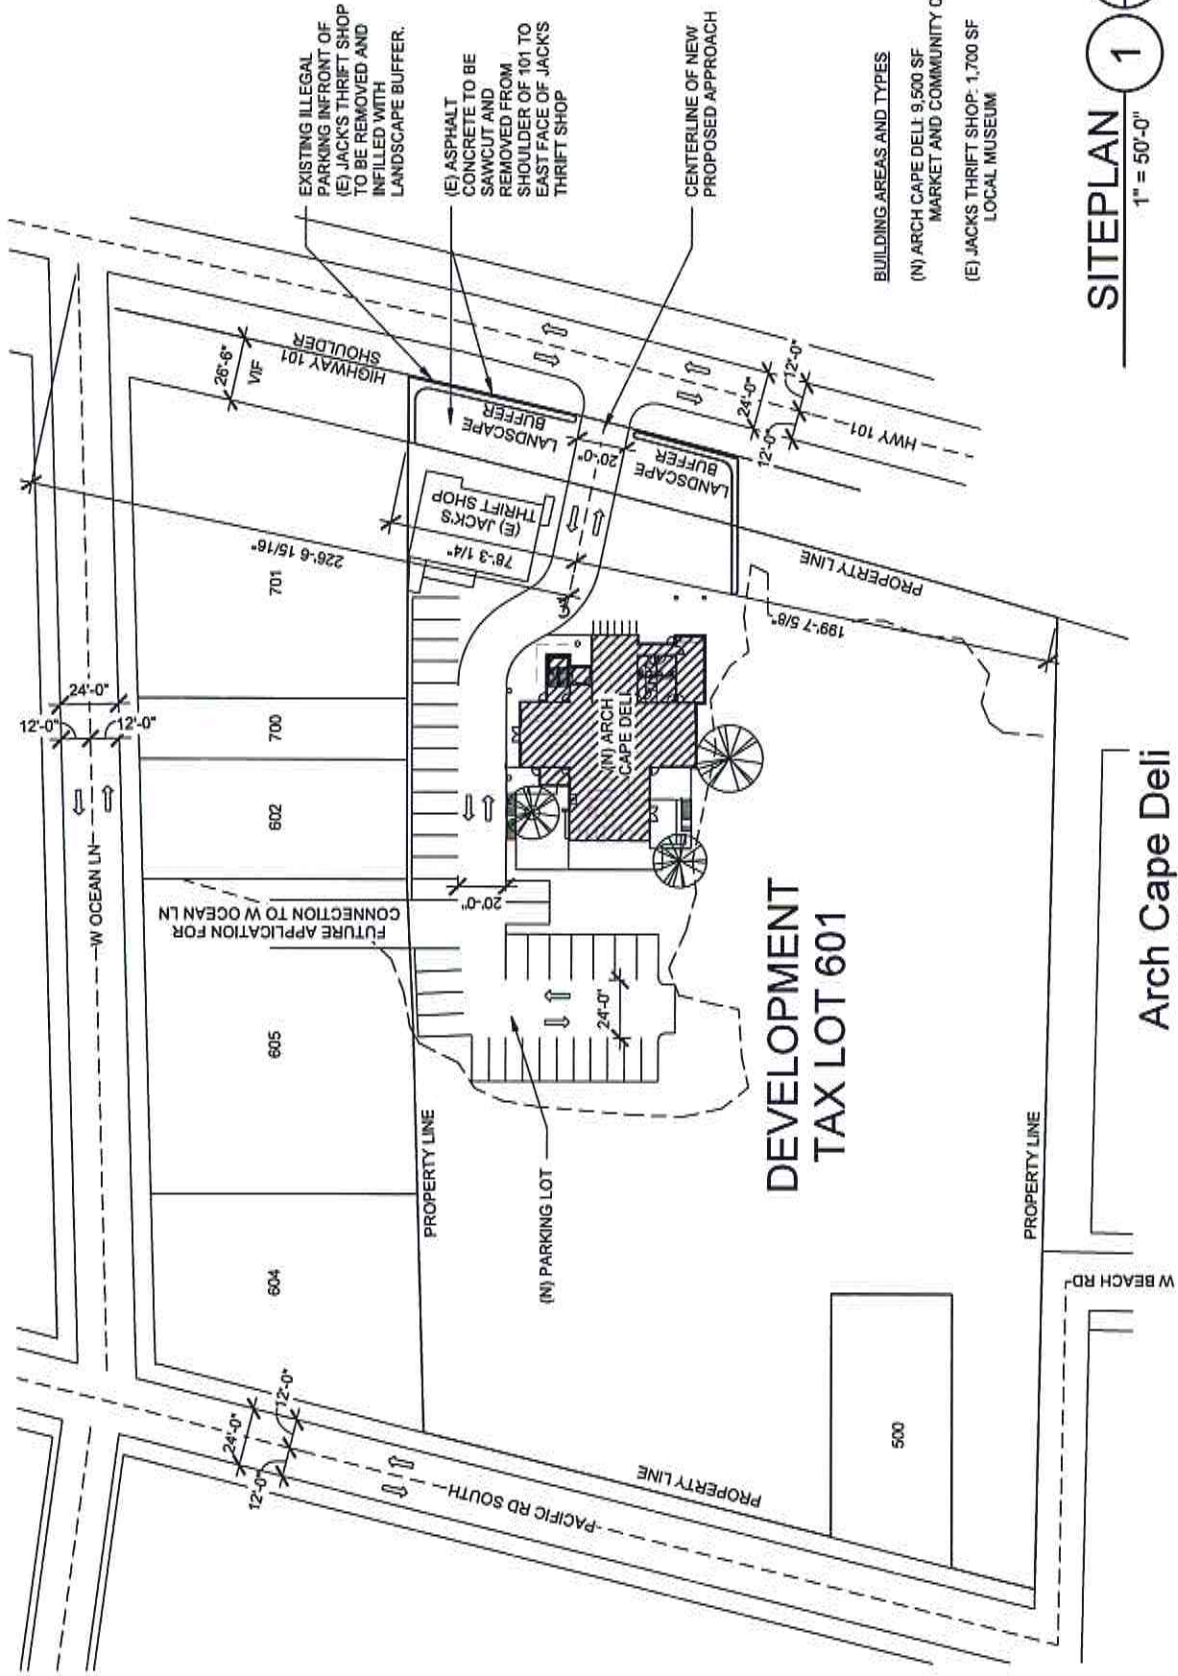 EXISTING ILLEGAL
PARKING INFRONT OF
(E) JACK'S THRIFT SHOP
TO BE REMOVED AND
INFILLED WITH
LANDSCAPE BUFFER.
(E) ASPHALT
CONCRETE TO BE
SAWCUT AND
REMOVED FROM
SHOULDER OF 101 TO
EAST FACE OF JACK'S
THRIFT SHOP
CENTERLINE OF NEW
PROPOSED APPROACH
BUILDING AREAS AND TYPES
(N) ARCH CAPE DELI: 9,500 SF
MARKET AND COMMUNITY
(E) JACKS THRIFT SHOP: 1,700 SF
LOCAL MUSEUM
SITEPLAN
1
1" = 50'-0"
26'-6"
VIF
HIGHWAY 101
SHOULDER
LANDSCAPE
BUFFER
20'-0"
LANDSCAPE
BUFFER
24'-0"
12'-0"
12'-0"
HWY 101
(E) JACK'S
THRIFT SHOP
78'-3 1/4"
226'-6 15/16"
199'-7 5/8"
PROPERTY LINE
701
700
602
605
604
24'-0"
12'-0"
12'-0"
W OCEAN LN
FUTURE APPLICATION FOR
CONNECTION TO W OCEAN LN
20'-0"
(N) ARCH
CAPE DELI
24'-0"
(N) PARKING LOT
PROPERTY LINE
DEVELOPMENT
TAX LOT 601
PROPERTY LINE
500
PROPERTY LINE
24'-0"
12'-0"
12'-0"
PACIFIC RD SOUTH
W BEACH RD
Arch Cape Deli